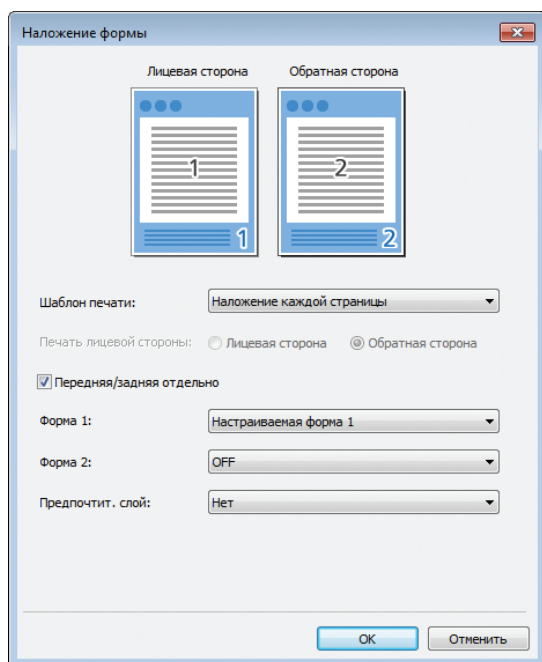 Наложение формы
Лицевая сторона Обратная сторона
1 2
1 2
Шаблон печати: Наложение каждой страницы
Печать лицевой стороны: Лицевая сторона Обратная сторона
Передняя/задняя отдельно
Форма 1: Настраиваемая форма 1
Форма 2: OFF
Предпочтит. слой: Нет
OK Отменить